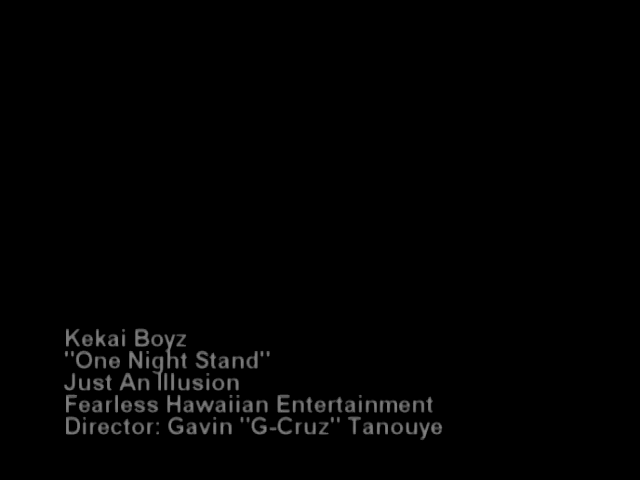 Kekai Boyz
"One Night Stand"
Just An Illusion
Fearless Hawaiian Entertainment
Director: Gavin "G-Cruz" Tanouye